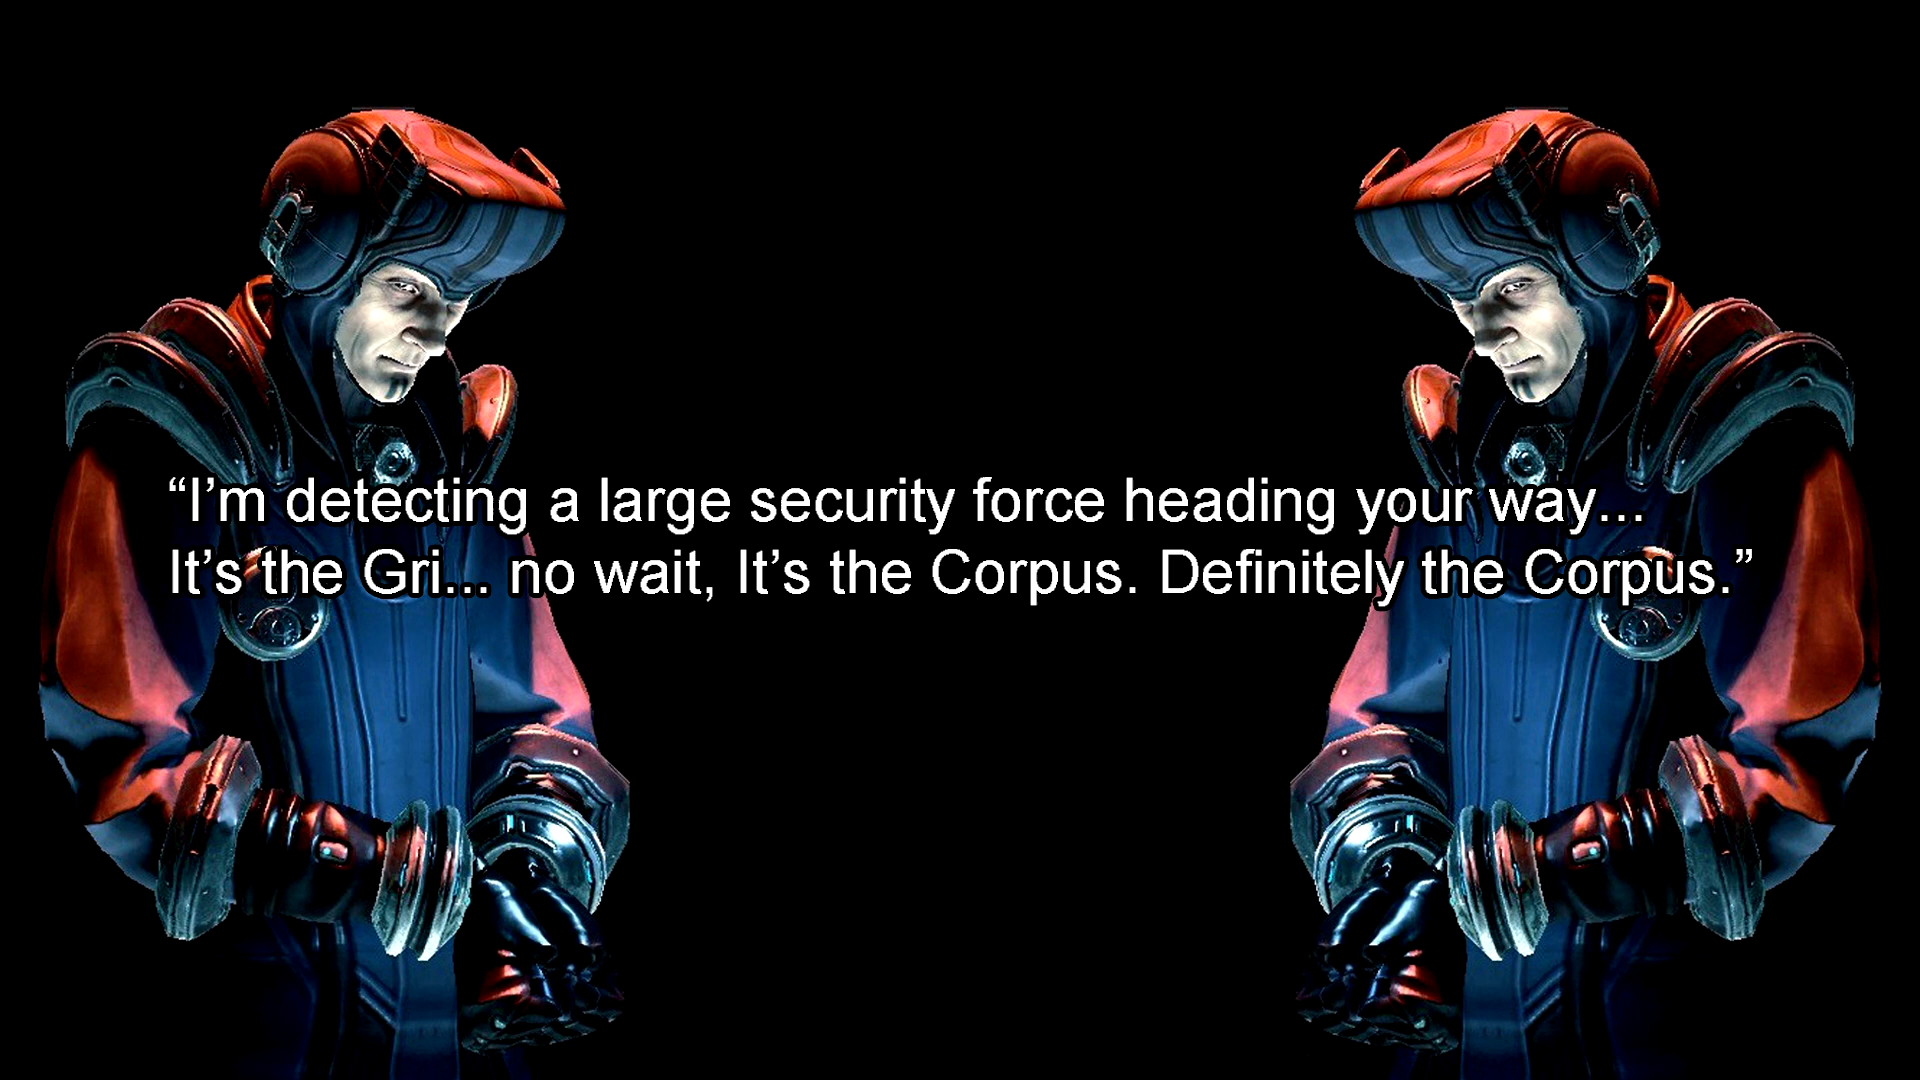 “I’m detecting a large security force heading your way...
It’s the Gri... no wait, It’s the Corpus. Definitely the Corpus.”